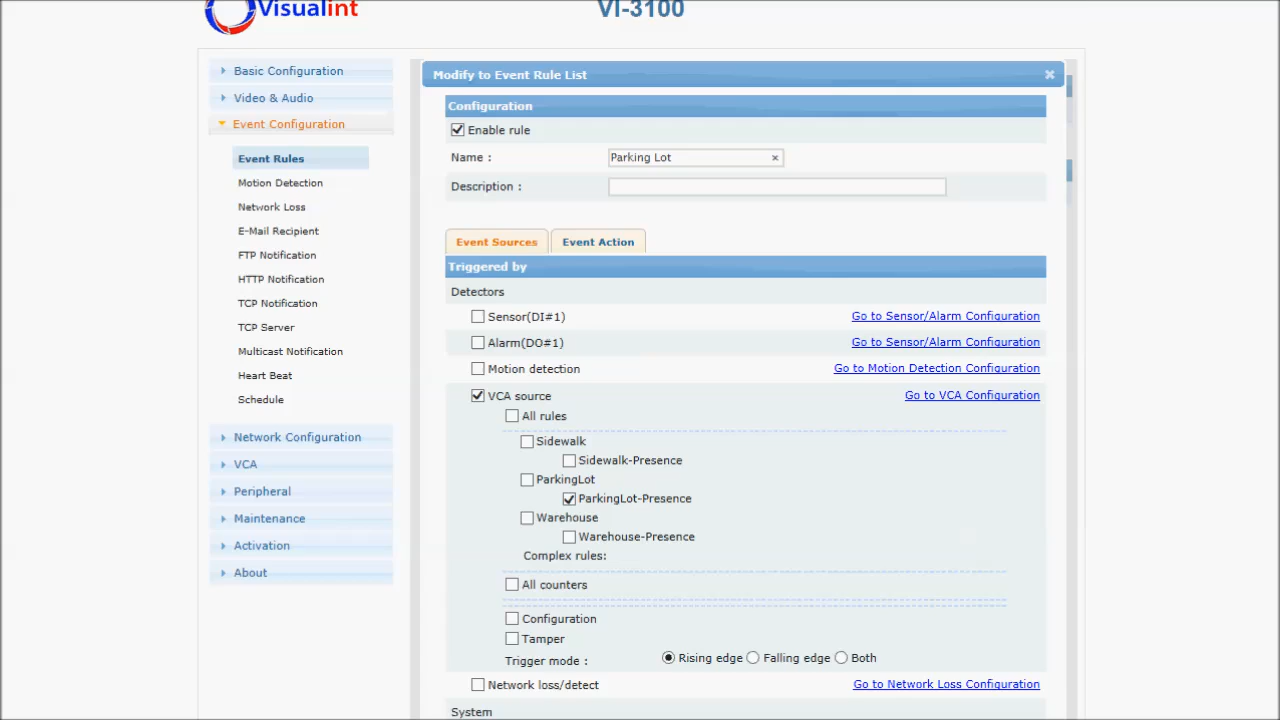 Visualint
VI-3100
Basic Configuration
Video & Audio
Event Configuration
Event Rules
Motion Detection
Network Loss
E-Mail Recipient
FTP Notification
HTTP Notification
TCP Notification
TCP Server
Multicast Notification
Heart Beat
Schedule
Network Configuration
VCA
Peripheral
Maintenance
Activation
About
Modify to Event Rule List
Configuration
Enable rule
Name : Parking Lot
Description :
Event Sources Event Action
Triggered by
Detectors
Sensor(DI#1) Go to Sensor/Alarm Configuration
Alarm(DO#1) Go to Sensor/Alarm Configuration
Motion detection Go to Motion Detection Configuration
VCA source Go to VCA Configuration
All rules
Sidewalk
Sidewalk-Presence
ParkingLot
ParkingLot-Presence
Warehouse
Warehouse-Presence
Complex rules:
All counters
Configuration
Tamper
Trigger mode : Rising edge Falling edge Both
Network loss/detect Go to Network Loss Configuration
System